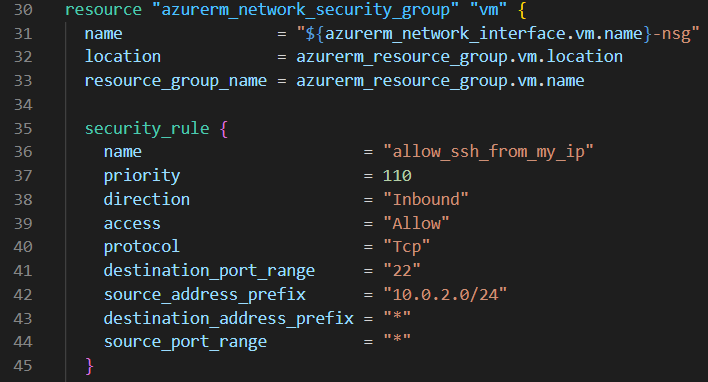 30 resource "azurerm_network_security_group" "vm" {
31   name                = "${azurerm_network_interface.vm.name}-nsg"
32   location            = azurerm_resource_group.vm.location
33   resource_group_name = azurerm_resource_group.vm.name
34
35   security_rule {
36     name                       = "allow_ssh_from_my_ip"
37     priority                   = 110
38     direction                  = "Inbound"
39     access                     = "Allow"
40     protocol                   = "Tcp"
41     destination_port_range     = "22"
42     source_address_prefix      = "10.0.2.0/24"
43     destination_address_prefix = "*"
44     source_port_range          = "*"
45   }